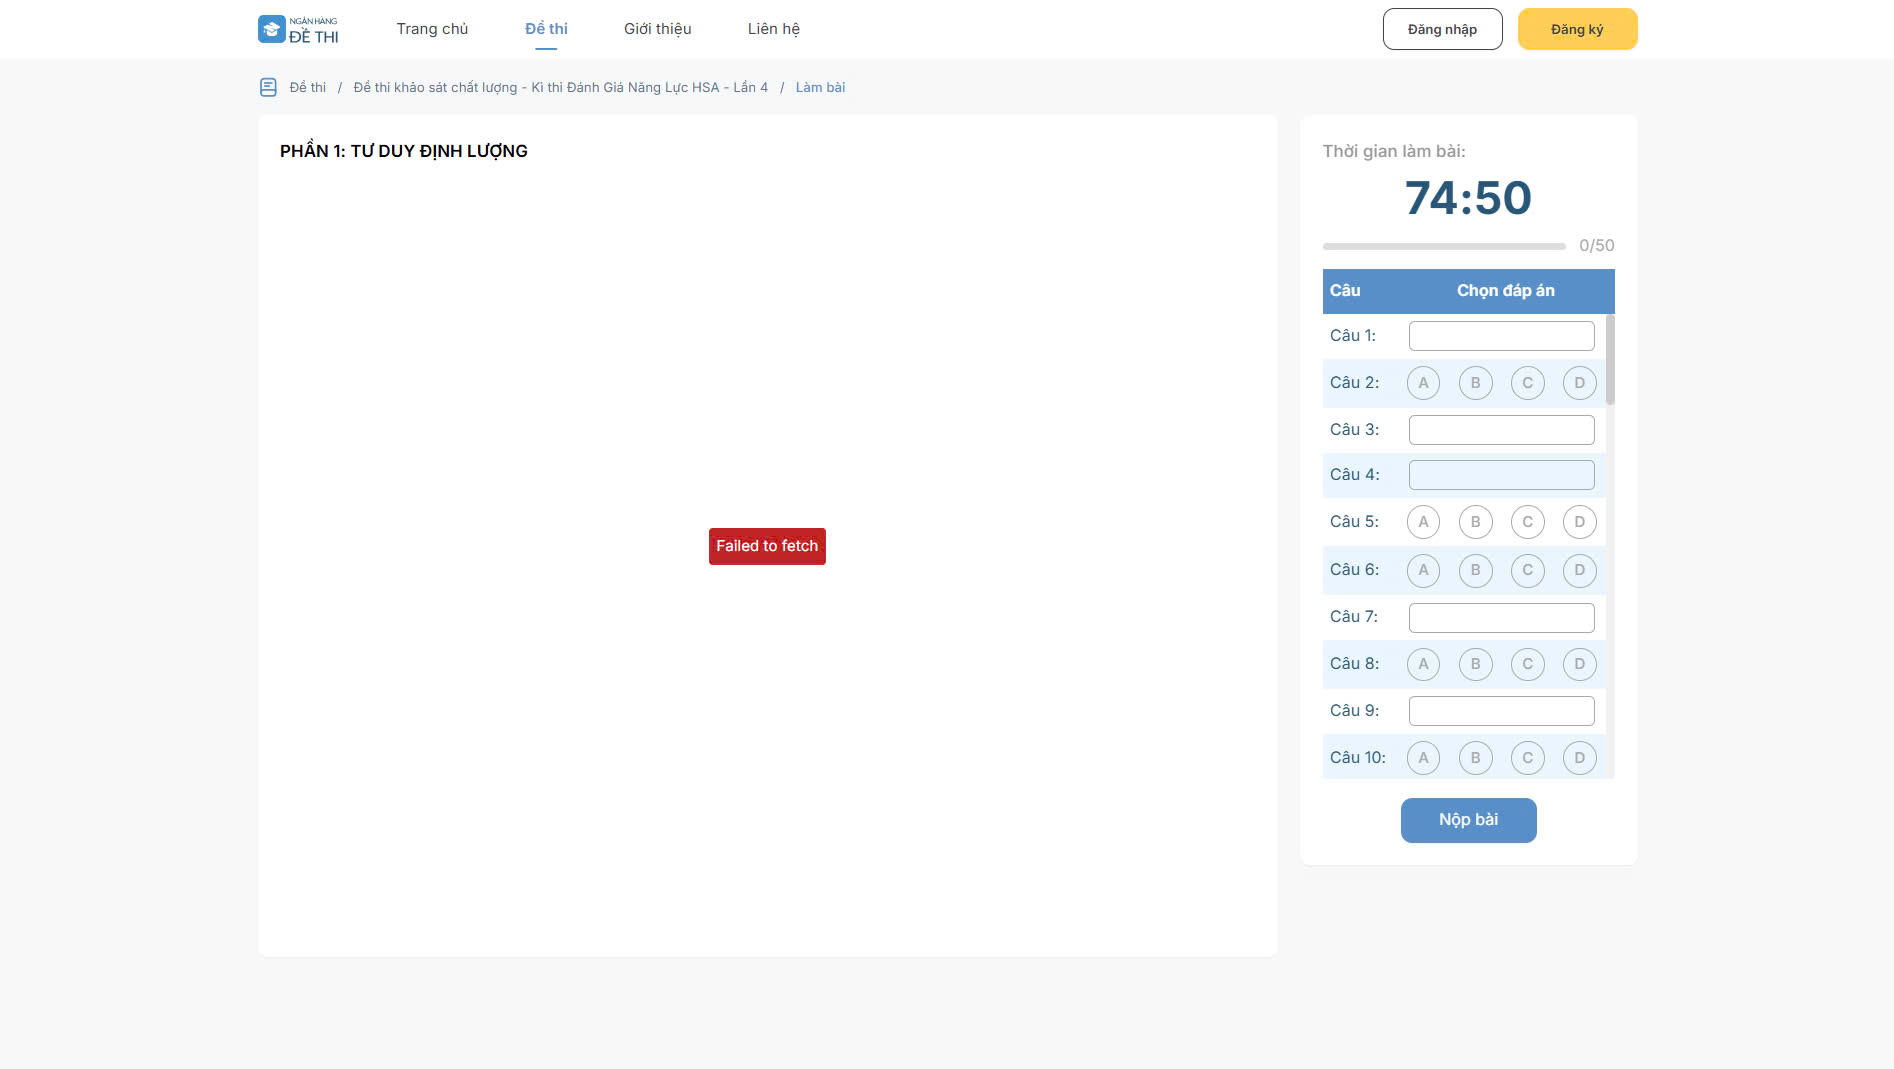 NGÂN HÀNG
ĐỀ THI
Trang chủ
Đề thi
Giới thiệu
Liên hệ
Đăng nhập
Đăng ký
Đề thi / Đề thi khảo sát chất lượng - Kì thi Đánh Giá Năng Lực HSA - Lần 4 / Làm bài
PHẦN 1: TƯ DUY ĐỊNH LƯỢNG
Failed to fetch
Thời gian làm bài:
74:50
0/50
Câu Chọn đáp án
Câu 1:
Câu 2: A B C D
Câu 3:
Câu 4:
Câu 5: A B C D
Câu 6: A B C D
Câu 7:
Câu 8: A B C D
Câu 9:
Câu 10: A B C D
Nộp bài